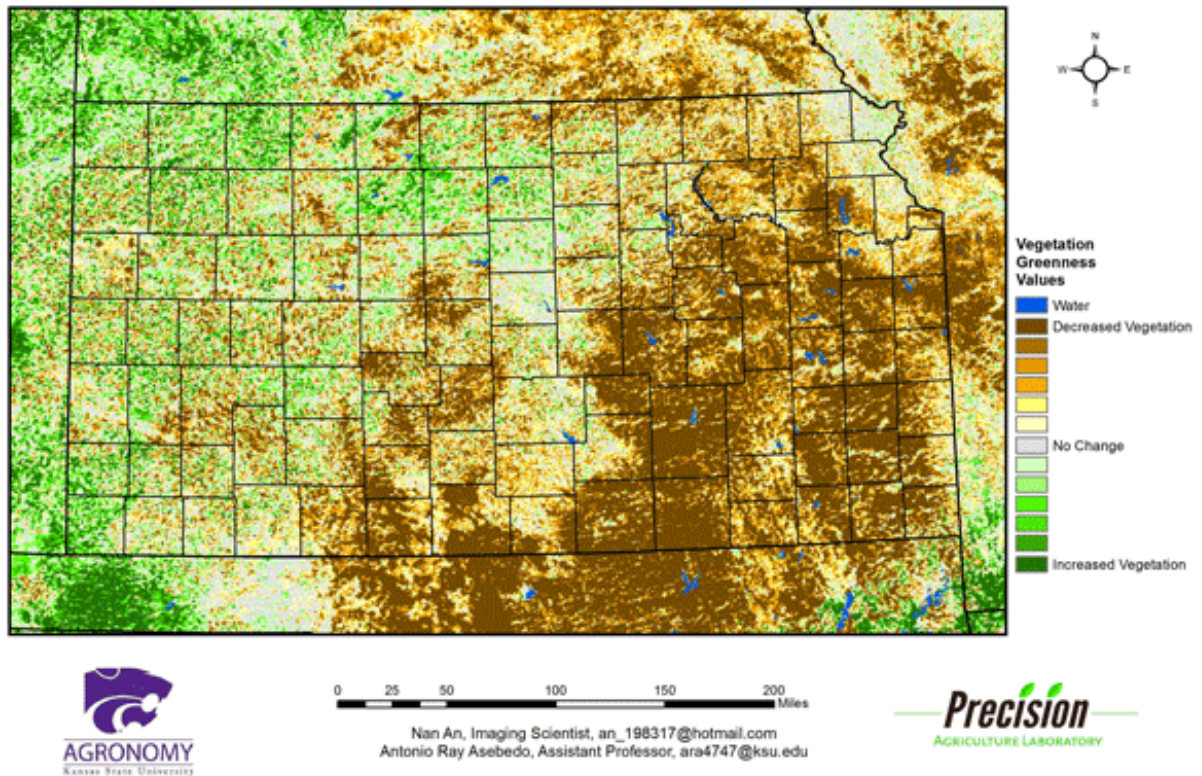 N
W
E
S
Vegetation
Greenness
Values
Water
Decreased Vegetation
No Change
Increased Vegetation
0 25 50 100 150 200
Miles
AGRONOMY
Kansas State University
Nan An, Imaging Scientist, an_198317@hotmail.com
Antonio Ray Asebedo, Assistant Professor, ara4747@ksu.edu
Precision
AGRICULTURE LABORATORY